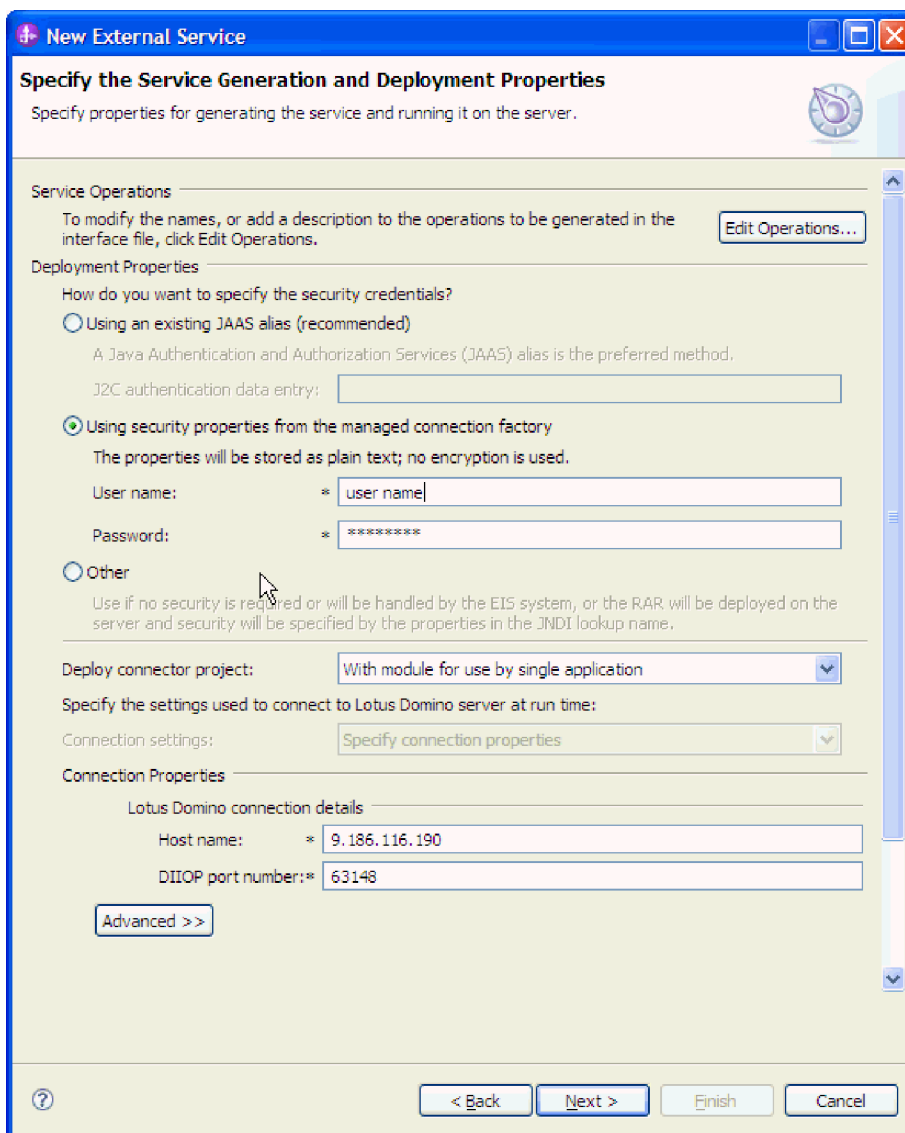 New External Service
Specify the Service Generation and Deployment Properties
Specify properties for generating the service and running it on the server.
Service Operations
To modify the names, or add a description to the operations to be generated in the
interface file, click Edit Operations.
Edit Operations...
Deployment Properties
How do you want to specify the security credentials?
Using an existing JAAS alias (recommended)
A Java Authentication and Authorization Services (JAAS) alias is the preferred method.
J2C authentication data entry:
Using security properties from the managed connection factory
The properties will be stored as plain text; no encryption is used.
User name: * user name
Password: * ********
Other
Use if no security is required or will be handled by the EIS system, or the RAR will be deployed on the
server and security will be specified by the properties in the JNDI lookup name.
Deploy connector project: With module for use by single application
Specify the settings used to connect to Lotus Domino server at run time:
Connection settings: Specify connection properties
Connection Properties
Lotus Domino connection details
Host name: * 9.186.116.190
DIIOP port number:* 63148
Advanced >>
? < Back Next > Finish Cancel